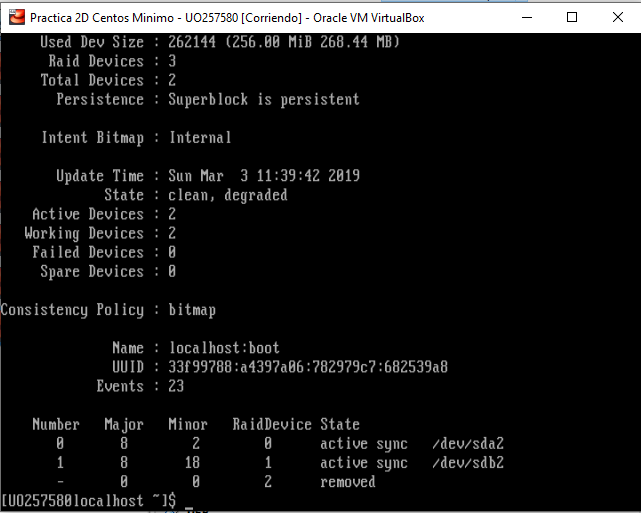 Practica 2D Centos Minimo - UO257580 [Corriendo] - Oracle VM VirtualBox
Used Dev Size : 262144 (256.00 MiB 268.44 MB)
Raid Devices : 3
Total Devices : 2
Persistence : Superblock is persistent
Intent Bitmap : Internal
Update Time : Sun Mar  3 11:39:42 2019
State : clean, degraded
Active Devices : 2
Working Devices : 2
Failed Devices : 0
Spare Devices : 0
Consistency Policy : bitmap
Name : localhost:boot
UUID : 33f99788:a4397a06:782979c7:682539a8
Events : 23
Number   Major   Minor   RaidDevice State
0       8        2        0      active sync   /dev/sda2
1       8       18        1      active sync   /dev/sdb2
-       0        0        2      removed
[UO257580localhost ~]$ _